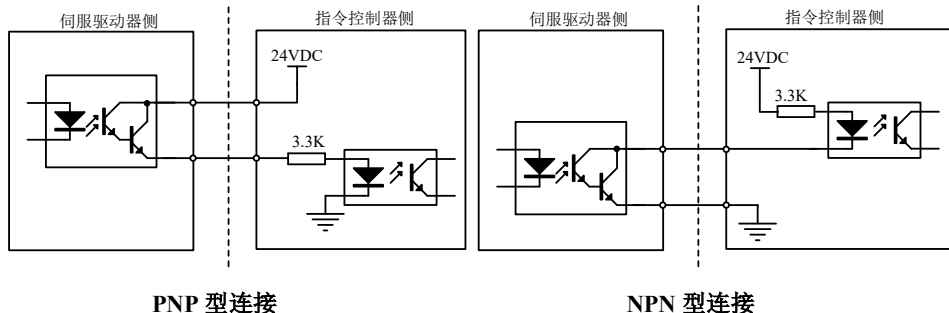 伺服驱动器侧
指令控制器侧
24VDC
3.3K
PNP 型连接
伺服驱动器侧
指令控制器侧
24VDC
3.3K
NPN 型连接